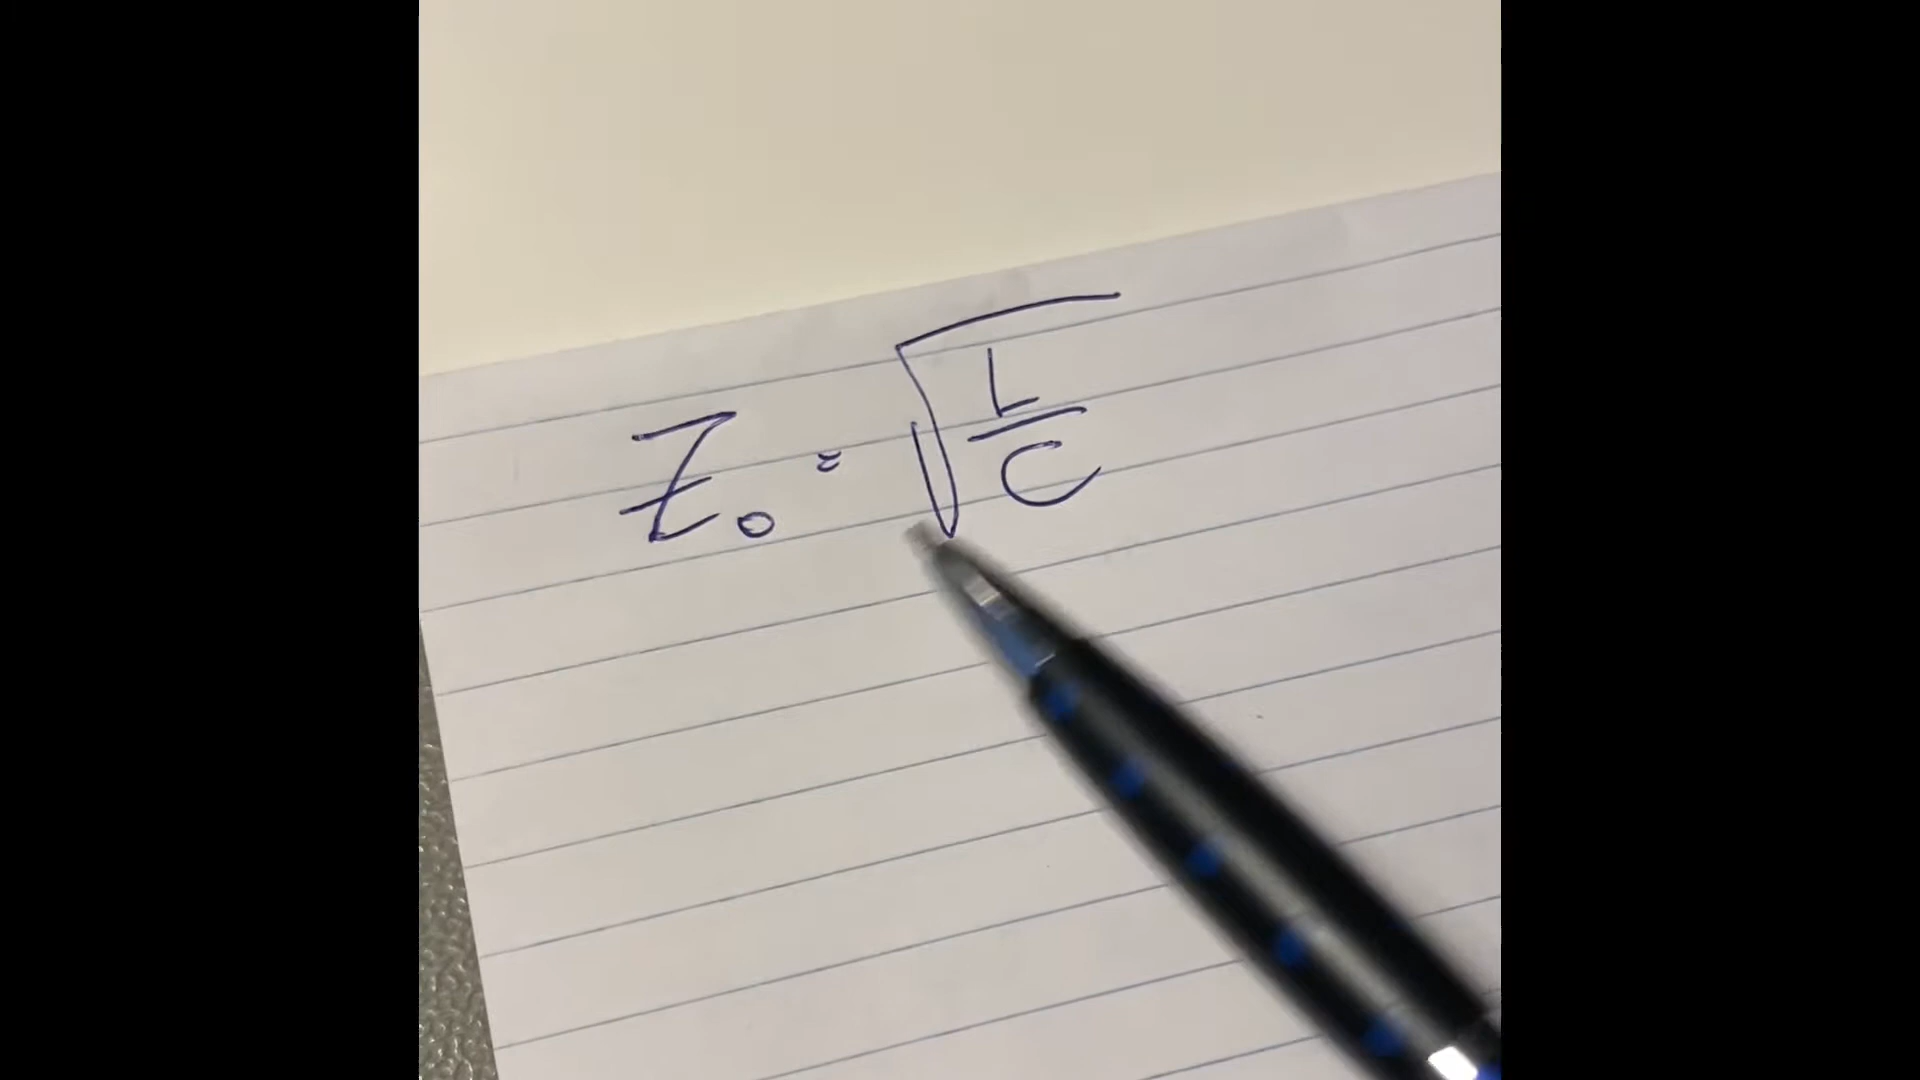 Z₀ = √(L/C)